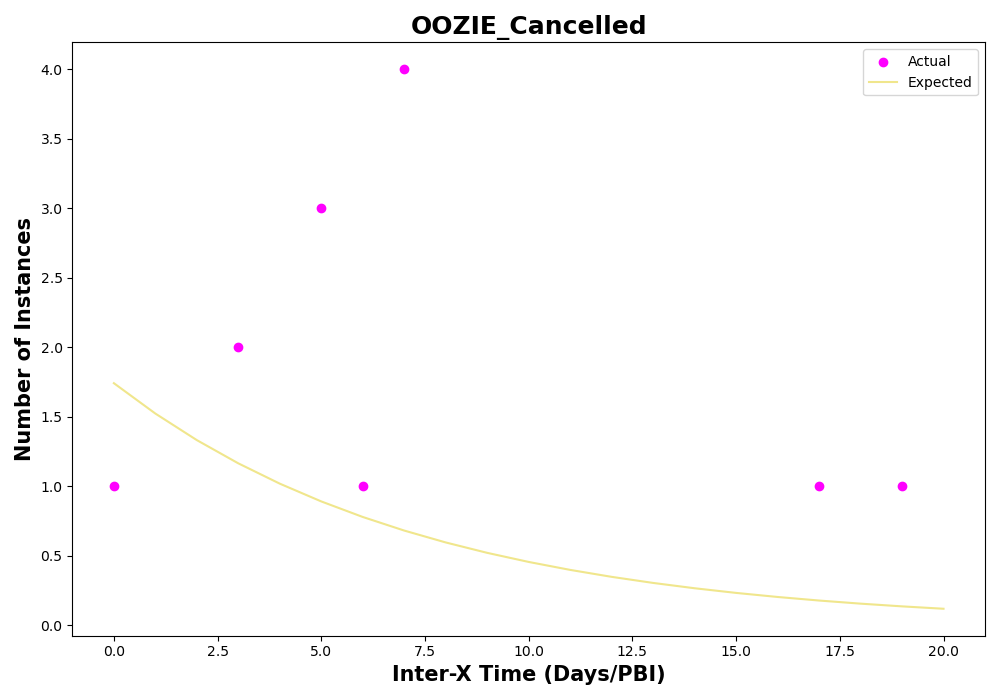 OOZIE_Cancelled
Actual
Expected
Number of Instances
4.0
3.5
3.0
2.5
2.0
1.5
1.0
0.5
0.0
0.0 2.5 5.0 7.5 10.0 12.5 15.0 17.5 20.0
Inter-X Time (Days/PBI)